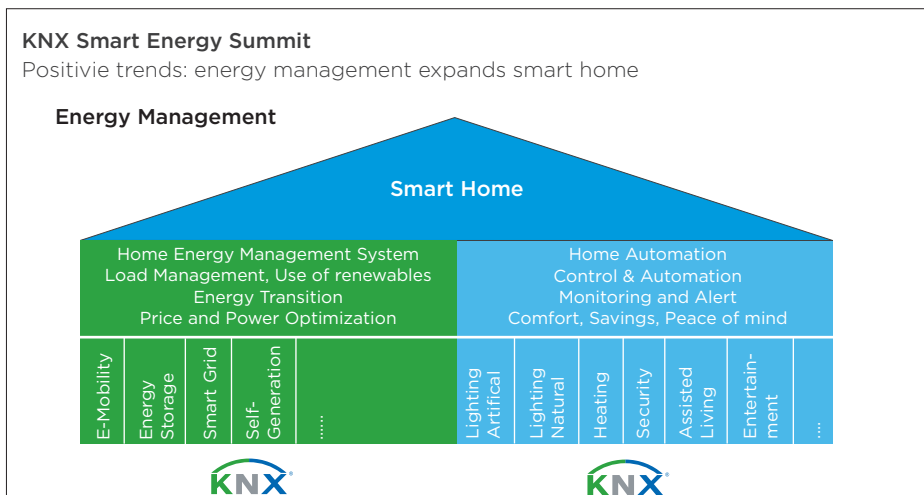 KNX Smart Energy Summit
Positivie trends: energy management expands smart home
Energy Management
Smart Home
Home Energy Management System
Load Management, Use of renewables
Energy Transition
Price and Power Optimization
Home Automation
Control & Automation
Monitoring and Alert
Comfort, Savings, Peace of mind
E-Mobility
Energy
Storage
Smart Grid
Self-
Generation
.....
Lighting
Artifical
Lighting
Natural
Heating
Security
Assisted
Living
Entertain-
ment
....
KNX®
KNX®